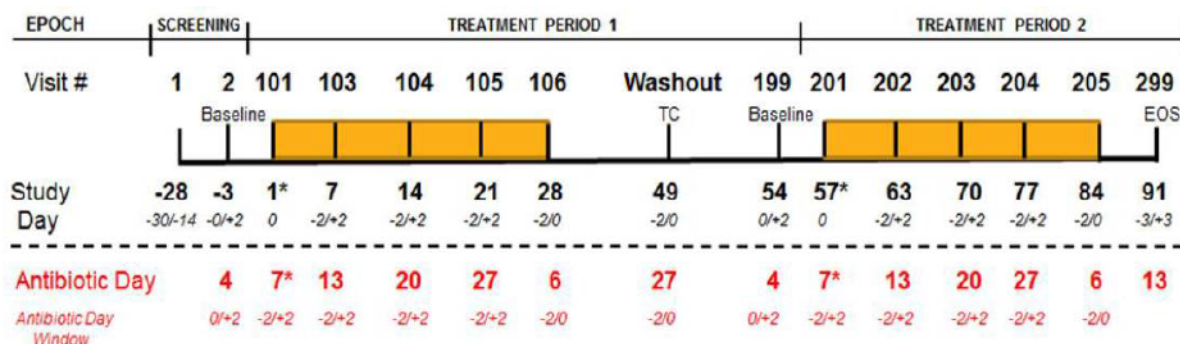 EPOCH SCREENING TREATMENT PERIOD 1 TREATMENT PERIOD 2
Visit # 1 2 101 103 104 105 106 Washout 199 201 202 203 204 205 299
Baseline TC Baseline EOS
Study -28 -3 1* 7 14 21 28 49 54 57* 63 70 77 84 91
Day -30/-14 -0/+2 0 -2/+2 -2/+2 -2/+2 -2/0 -2/0 0/+2 0 -2/+2 -2/+2 -2/+2 -2/0 -3/+3
Antibiotic Day 4 7* 13 20 27 6 27 4 7* 13 20 27 6 13
Antibiotic Day 0/+2 -2/+2 -2/+2 -2/+2 -2/+2 -2/0 -2/0 0/+2 -2/+2 -2/+2 -2/+2 -2/+2 -2/0
Window